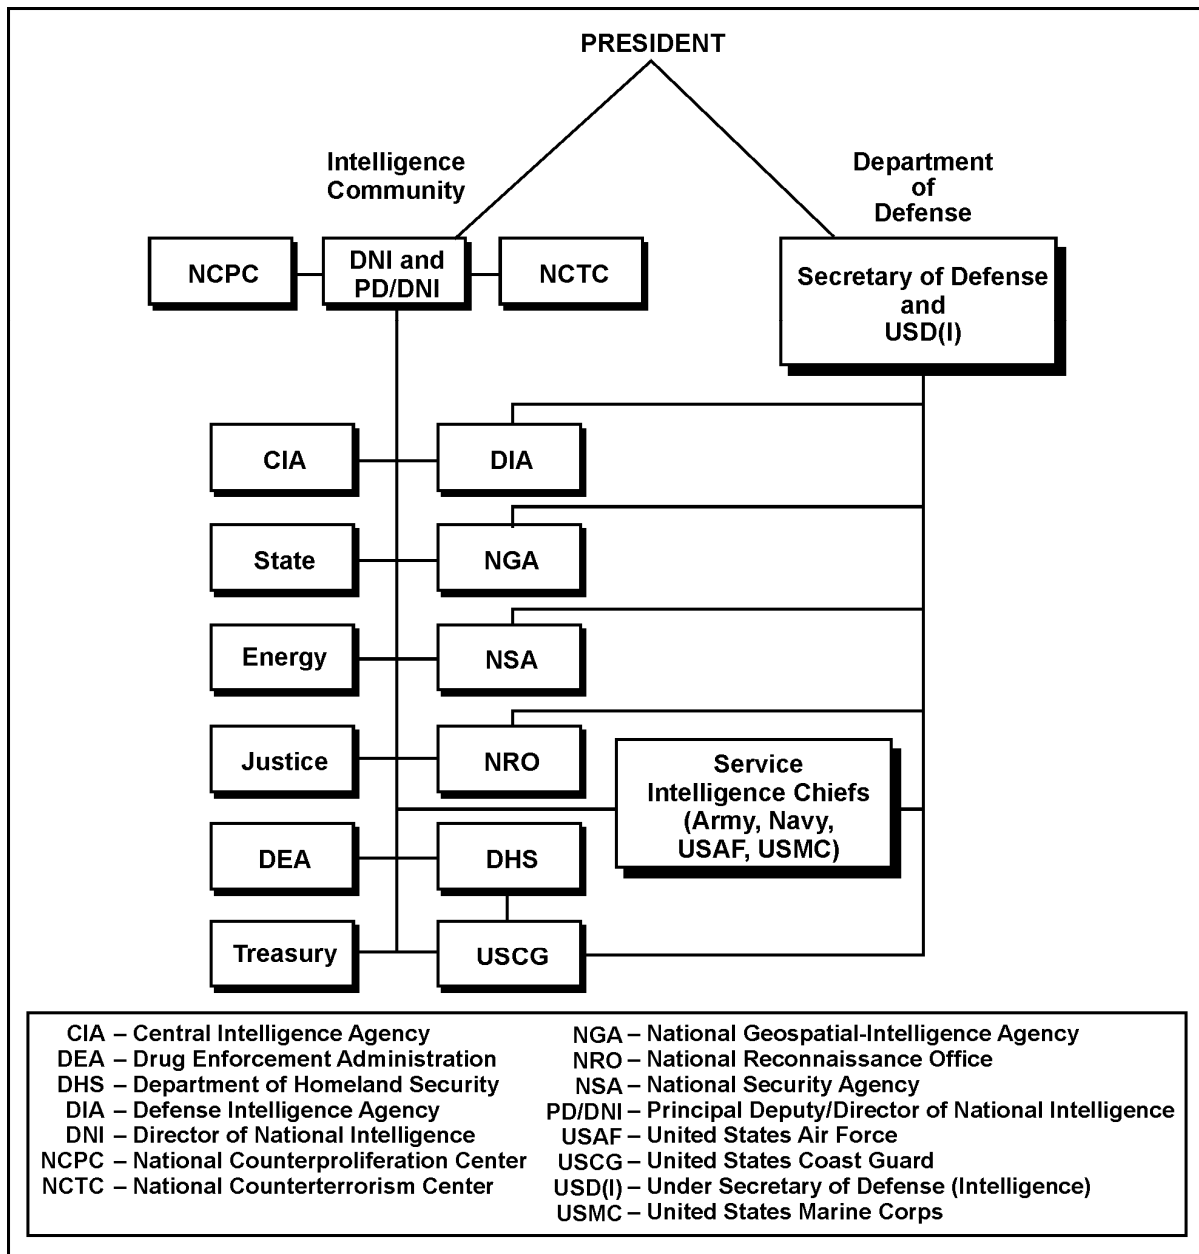 PRESIDENT
Intelligence
Community
Department
of
Defense
NCPC
DNI and
PD/DNI
NCTC
Secretary of Defense
and
USD(I)
CIA
DIA
State
NGA
Energy
NSA
Justice
NRO
Service
Intelligence Chiefs
(Army, Navy,
USAF, USMC)
DEA
DHS
Treasury
USCG
CIA – Central Intelligence Agency
DEA – Drug Enforcement Administration
DHS – Department of Homeland Security
DIA – Defense Intelligence Agency
DNI – Director of National Intelligence
NCPC – National Counterproliferation Center
NCTC – National Counterterrorism Center
NGA – National Geospatial-Intelligence Agency
NRO – National Reconnaissance Office
NSA – National Security Agency
PD/DNI – Principal Deputy/Director of National Intelligence
USAF – United States Air Force
USCG – United States Coast Guard
USD(I) – Under Secretary of Defense (Intelligence)
USMC – United States Marine Corps